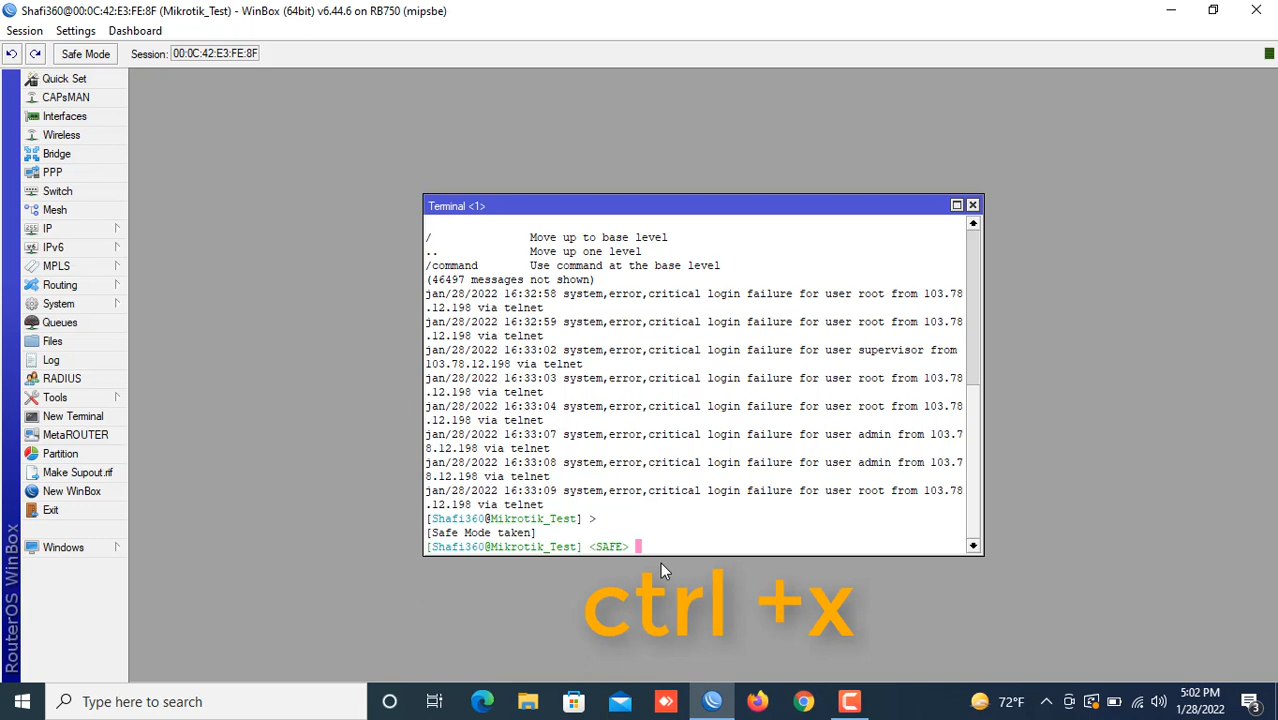 Shafi360@00:0C:42:E3:FE:8F (Mikrotik_Test) - WinBox (64bit) v6.44.6 on RB750 (mipsbe)
Session Settings Dashboard
Safe Mode Session: 00:0C:42:E3:FE:8F
Quick Set
CAPsMAN
Interfaces
Wireless
Bridge
PPP
Switch
Mesh
IP
IPv6
MPLS
Routing
System
Queues
Files
Log
RADIUS
Tools
New Terminal
MetaROUTER
Partition
Make Supout.rif
New WinBox
Exit
Windows
RouterOS WinBox
Terminal <1>
/ Move up to base level
.. Move up one level
/command Use command at the base level
(46497 messages not shown)
jan/28/2022 16:32:58 system,error,critical login failure for user root from 103.78
.12.198 via telnet
jan/28/2022 16:32:59 system,error,critical login failure for user root from 103.78
.12.198 via telnet
jan/28/2022 16:33:02 system,error,critical login failure for user supervisor from
103.78.12.198 via telnet
jan/28/2022 16:33:03 system,error,critical login failure for user root from 103.78
.12.198 via telnet
jan/28/2022 16:33:04 system,error,critical login failure for user root from 103.78
.12.198 via telnet
jan/28/2022 16:33:07 system,error,critical login failure for user admin from 103.7
8.12.198 via telnet
jan/28/2022 16:33:08 system,error,critical login failure for user admin from 103.7
8.12.198 via telnet
jan/28/2022 16:33:09 system,error,critical login failure for user root from 103.78
.12.198 via telnet
[Shafi360@Mikrotik_Test] >
[Safe Mode taken]
[Shafi360@Mikrotik_Test] <SAFE>
ctrl +x
Type here to search
72°F
5:02 PM
1/28/2022
3